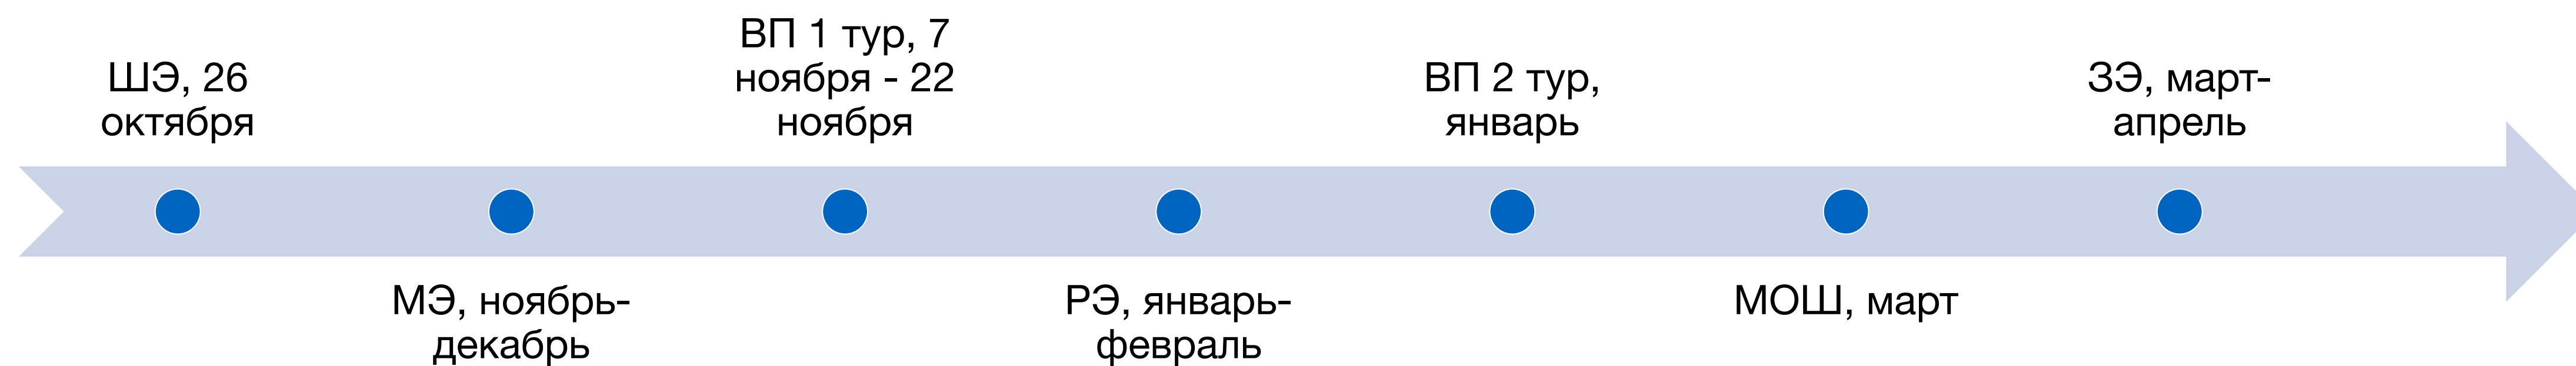 ШЭ, 26
октября
МЭ, ноябрь-
декабрь
ВП 1 тур, 7
ноября - 22
ноября
РЭ, январь-
февраль
ВП 2 тур,
январь
МОШ, март
ЗЭ, март-
апрель